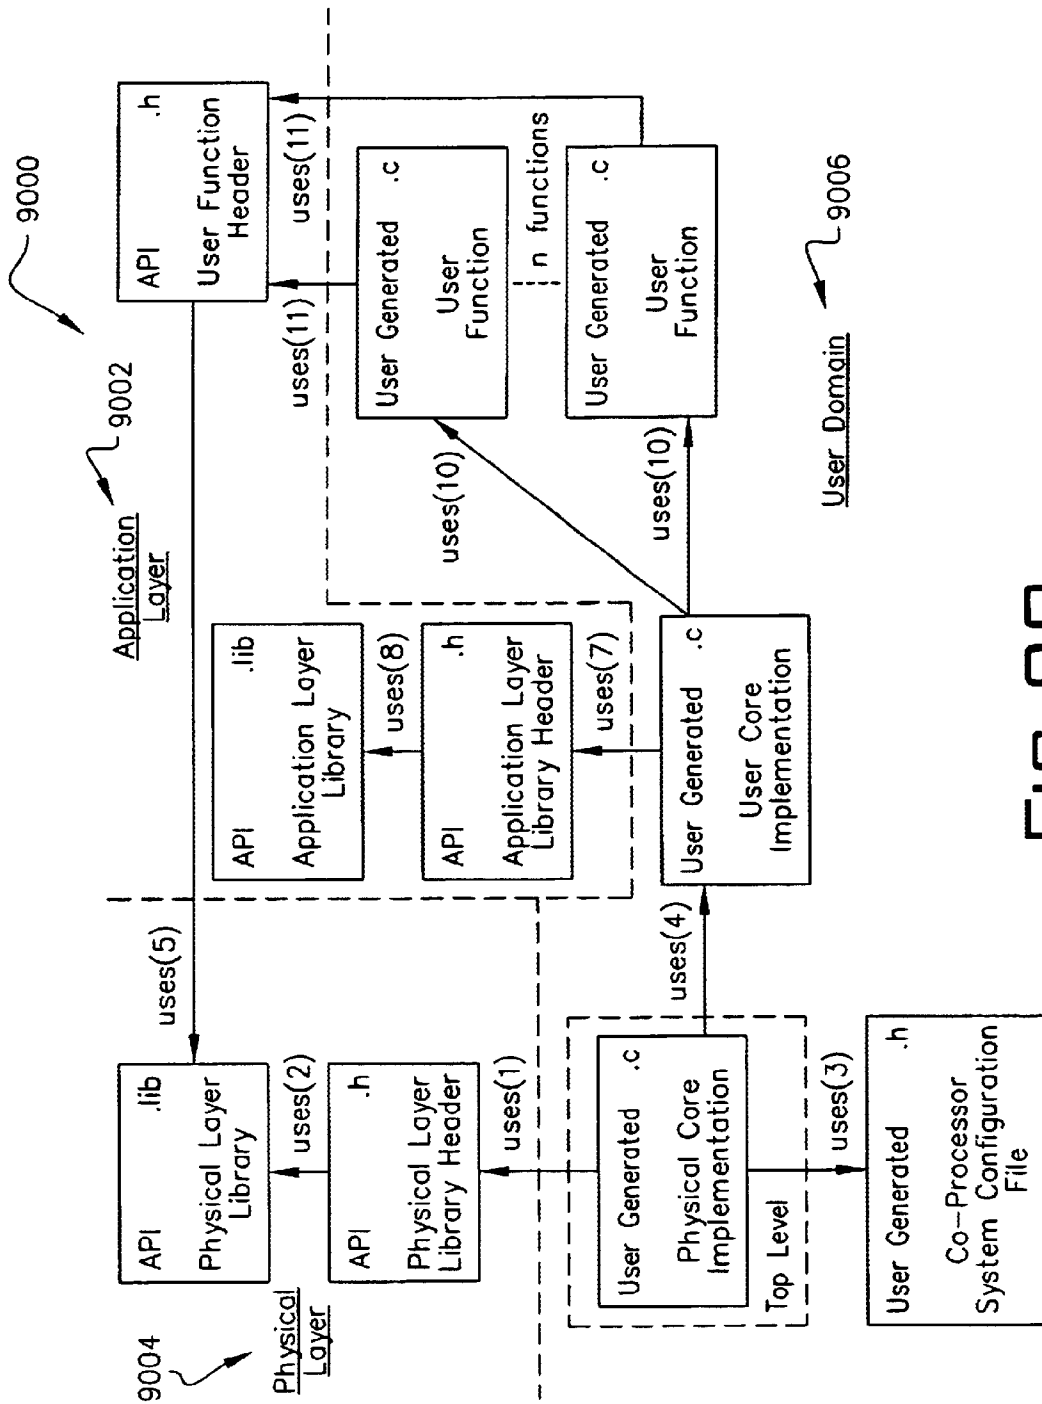 9000
9004
Application
Layer
9002
API .lib
Physical Layer
Library
uses(5)
API .h
User Function
Header
Physical
Layer
uses(2)
API .lib
Application Layer
Library
uses(11)
uses(11)
API .h
Physical Layer
Library Header
uses(8)
User Generated .c
User
Function
uses(1)
API .h
Application Layer
Library Header
uses(10)
n functions
uses(7)
User Generated .c
Physical Core
Implementation
Top Level
uses(4)
User Generated .c
User Core
Implementation
uses(10)
User Generated .c
User
Function
uses(3)
User Domain
9006
User Generated .h
Co-Processor
System Configuration
File